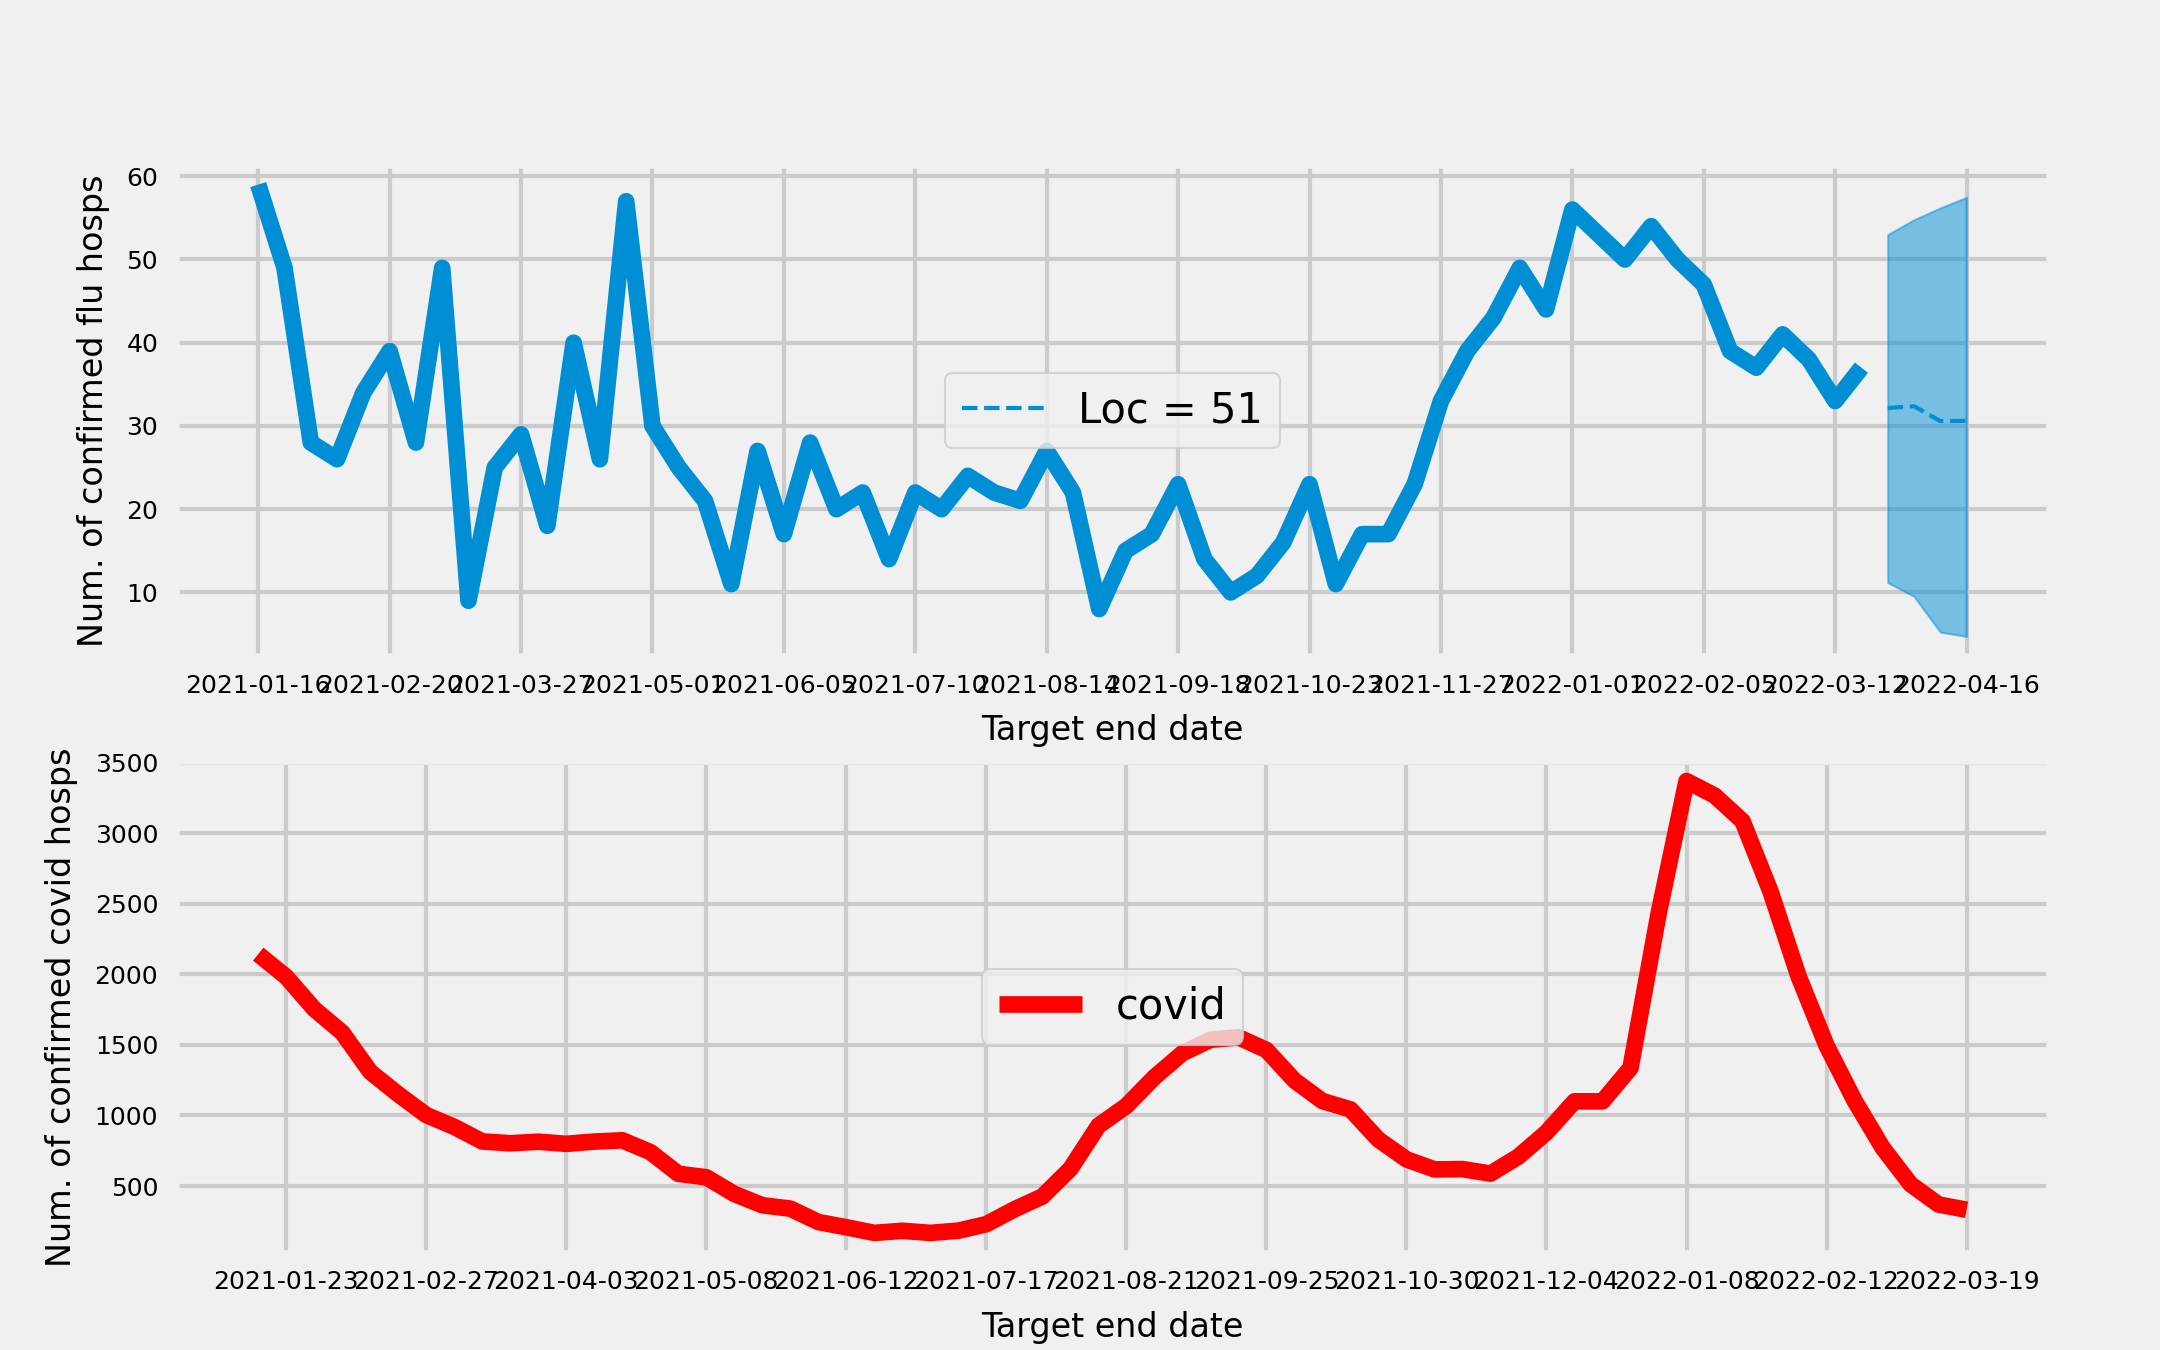 Num. of confirmed flu hosps
60
50
40
30
20
10
Loc = 51
2021-01-16 2021-02-20 2021-03-27 2021-05-01 2021-06-05 2021-07-10 2021-08-14 2021-09-18 2021-10-23 2021-11-27 2022-01-01 2022-02-05 2022-03-12 2022-04-16
Target end date
Num. of confirmed covid hosps
3500
3000
2500
2000
1500
1000
500
covid
2021-01-23 2021-02-27 2021-04-03 2021-05-08 2021-06-12 2021-07-17 2021-08-21 2021-09-25 2021-10-30 2021-12-04 2022-01-08 2022-02-12 2022-03-19
Target end date